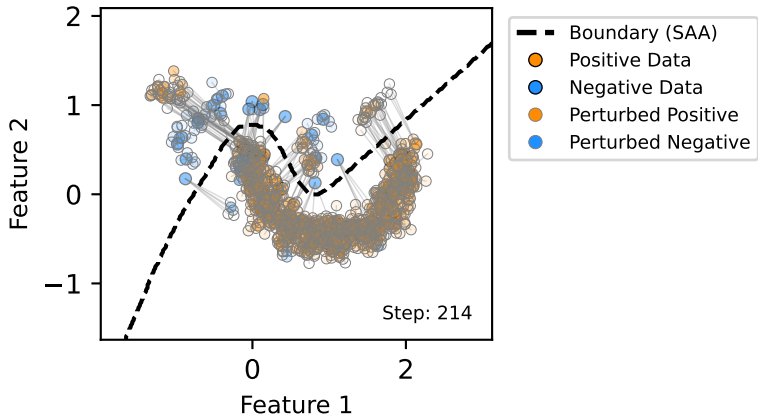 2
1
0
−1
Feature 2
0
2
Feature 1
Step: 214
Boundary (SAA)
Positive Data
Negative Data
Perturbed Positive
Perturbed Negative